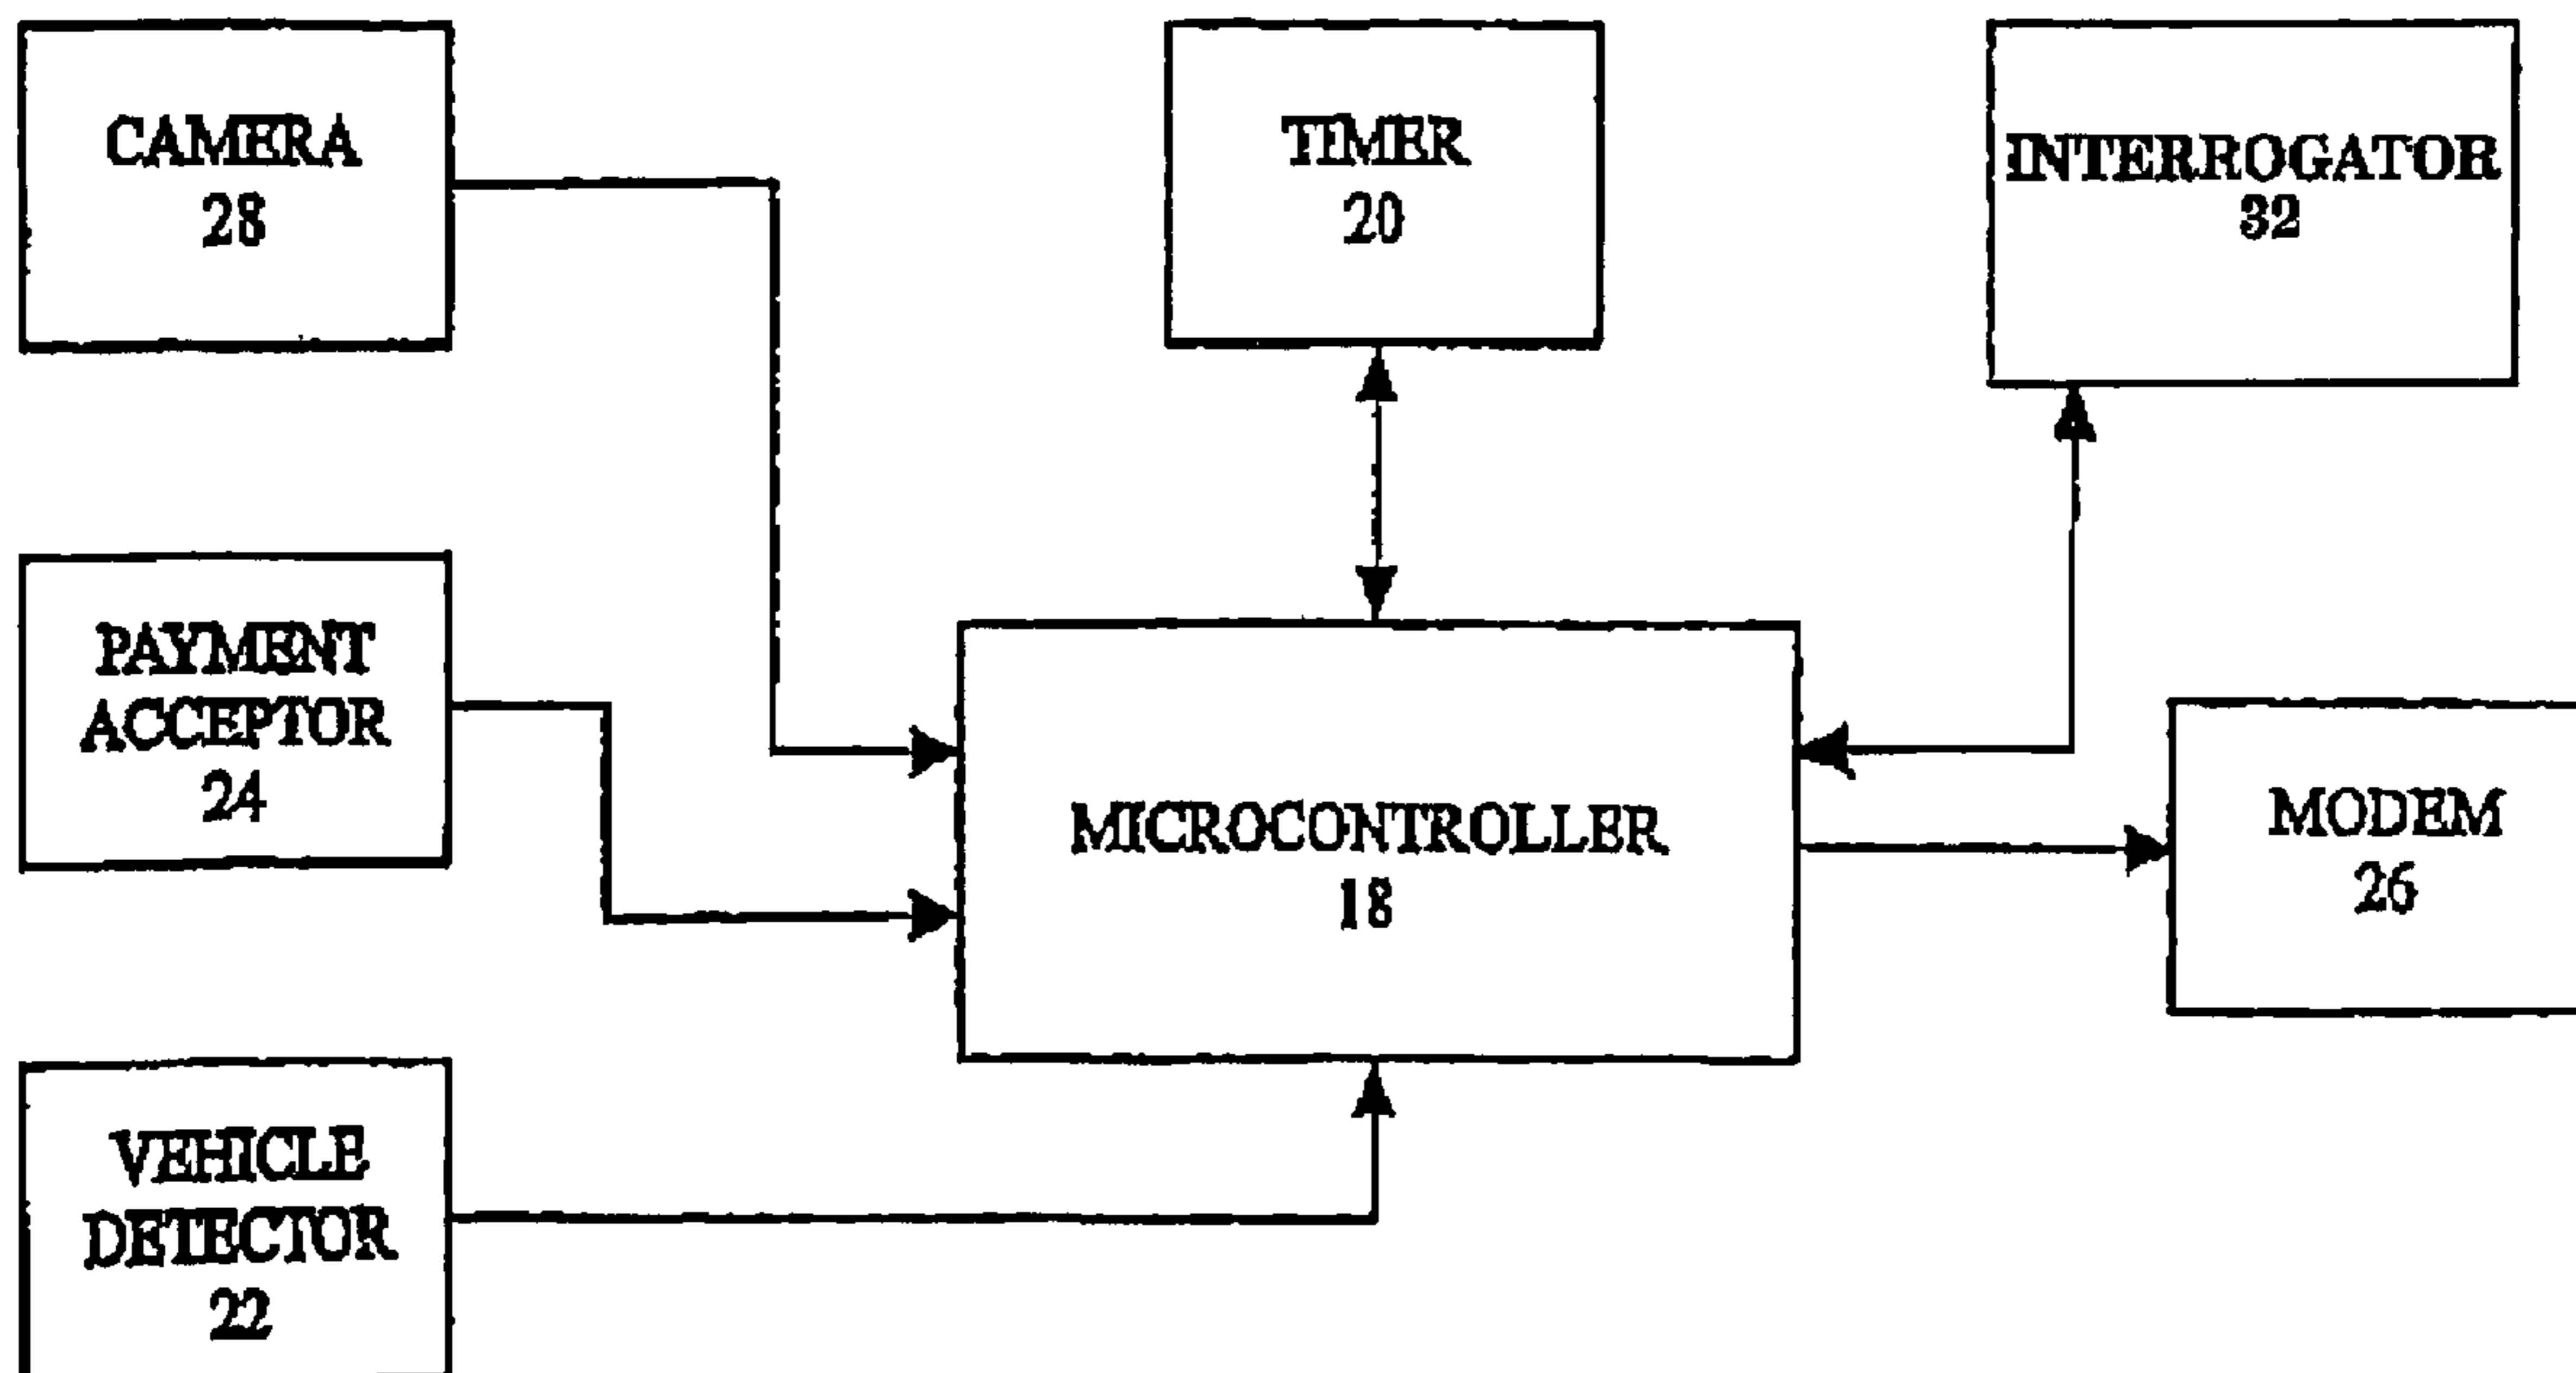 CAMERA
28
TIMER
20
INTERROGATOR
32
PAYMENT
ACCEPTOR
24
MICROCONTROLLER
18
MODEM
26
VEHICLE
DETECTOR
22